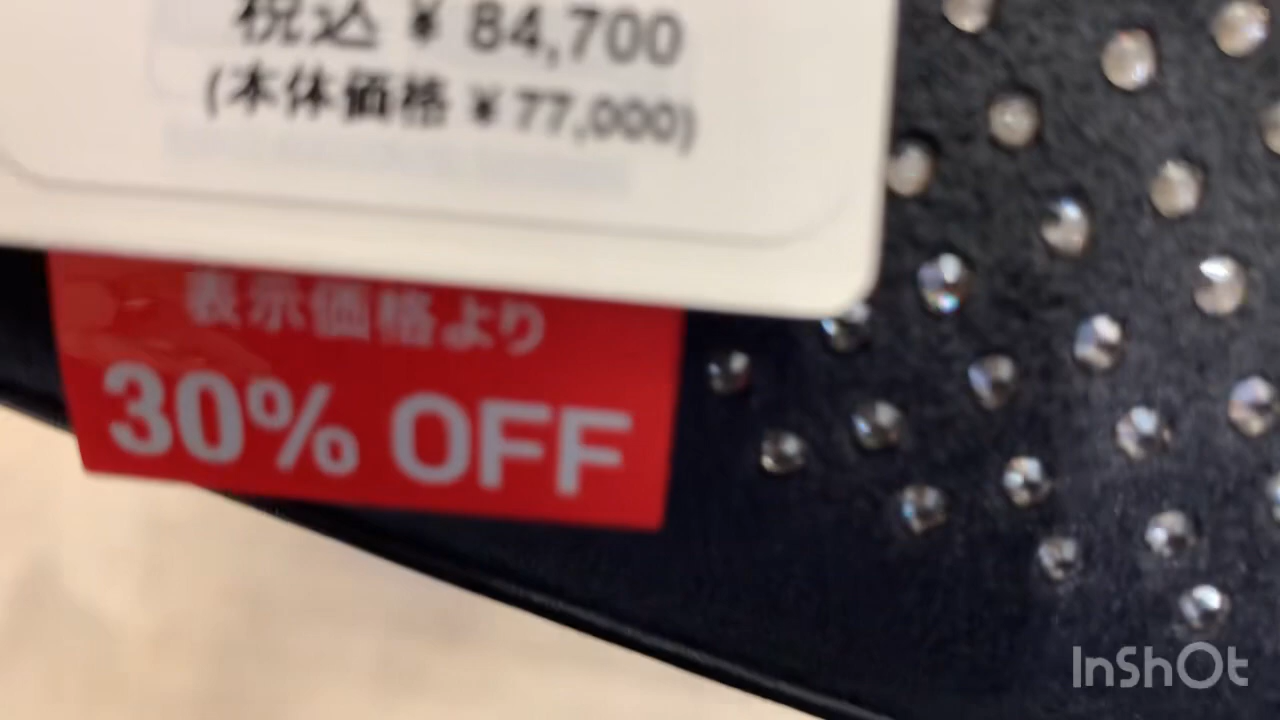 税込 ¥ 84,700
(本体価格 ¥ 77,000)
表示価格より
30% OFF
InShOt